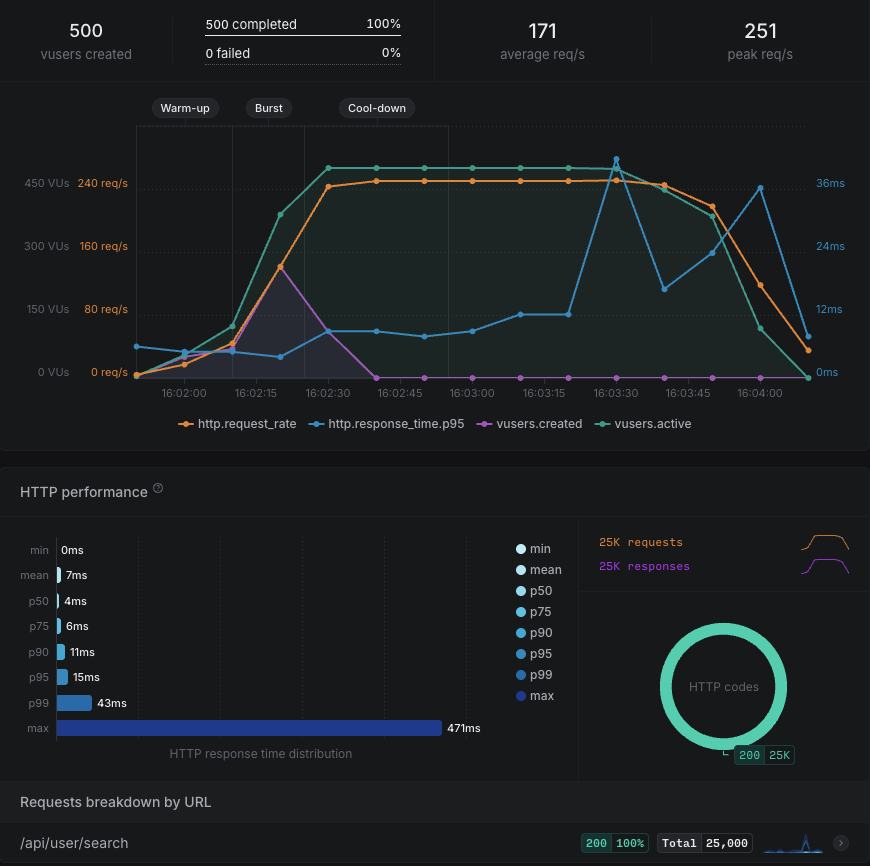 500
vusers created
500 completed 100%
0 failed 0%
171
average req/s
251
peak req/s
Warm-up Burst Cool-down
450 VUs 240 req/s 36ms
300 VUs 160 req/s 24ms
150 VUs 80 req/s 12ms
0 VUs 0 req/s 0ms
16:02:00 16:02:15 16:02:30 16:02:45 16:03:00 16:03:15 16:03:30 16:03:45 16:04:00
http.request_rate http.response_time.p95 vusers.created vusers.active
HTTP performance ?
min 0ms
mean 7ms
p50 4ms
p75 6ms
p90 11ms
p95 15ms
p99 43ms
max 471ms
HTTP response time distribution
min
mean
p50
p75
p90
p95
p99
max
25K requests
25K responses
HTTP codes
200 25K
Requests breakdown by URL
/api/user/search 200 100% Total 25,000